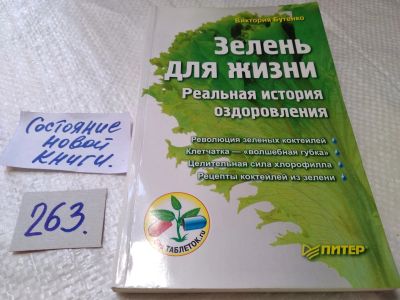 Виктория Бутенко
Зелень
для жизни
Реальная история
оздоровления
Революция зеленых коктейлей
Клетчатка — «волшебная губка»
Целительная сила хлорофилла
Рецепты коктейлей из зелени
ТАБЛЕТОК.ru
ПИТЕР
Состояние
новой
книги.
263.